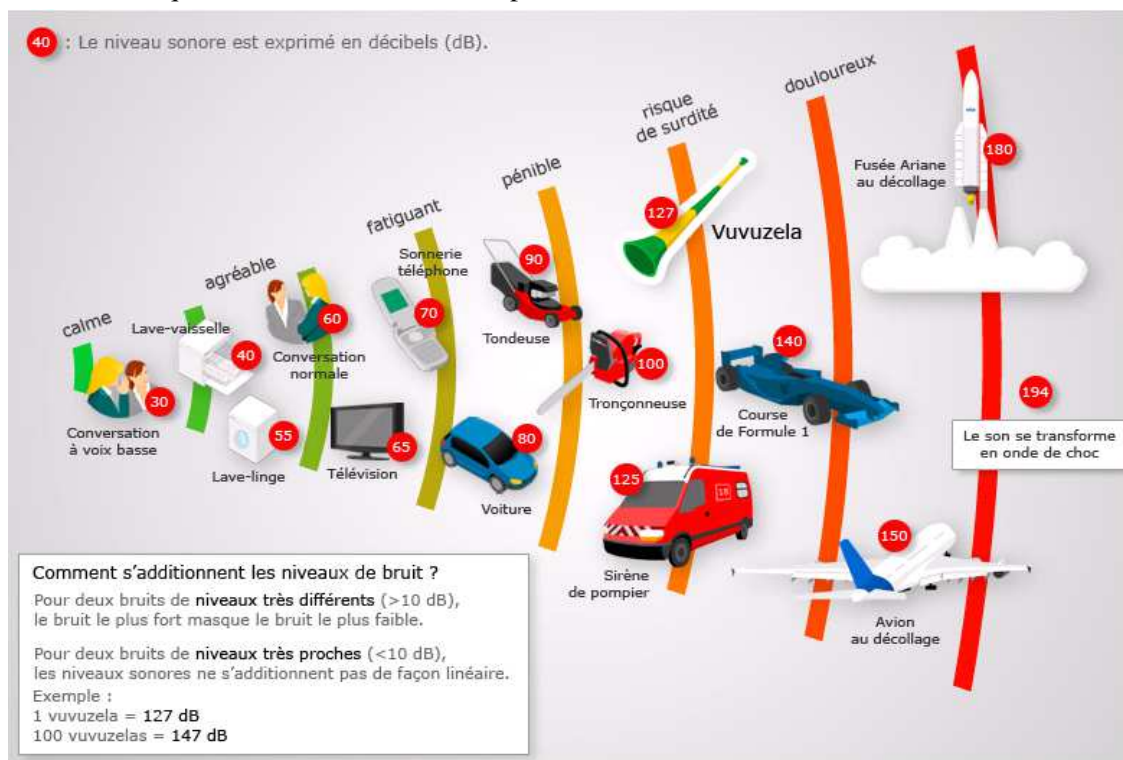 40 : Le niveau sonore est exprimé en décibels (dB).
calme
agréable
fatiguant
pénible
risque
de surdité
douloureux
30
Conversation
à voix basse
Lave-vaisselle
40
55
Lave-linge
60
Conversation
normale
65
Télévision
Sonnerie
téléphone
70
80
Voiture
90
Tondeuse
100
Tronçonneuse
127
Vuvuzela
125
18
Sirène
de pompier
140
Course
de Formule 1
150
Avion
au décollage
180
Fusée Ariane
au décollage
194
Le son se transforme
en onde de choc
Comment s'additionnent les niveaux de bruit ?
Pour deux bruits de niveaux très différents (>10 dB),
le bruit le plus fort masque le bruit le plus faible.
Pour deux bruits de niveaux très proches (<10 dB),
les niveaux sonores ne s'additionnent pas de façon linéaire.
Exemple :
1 vuvuzela = 127 dB
100 vuvuzelas = 147 dB